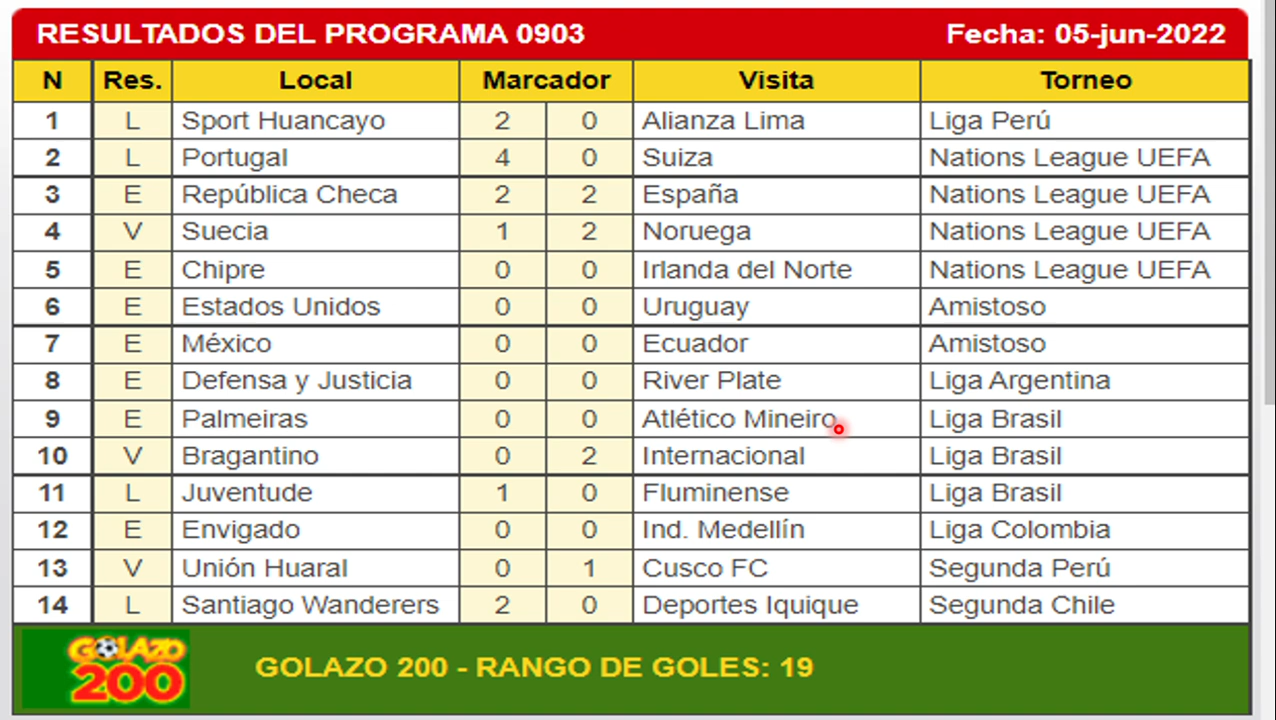 RESULTADOS DEL PROGRAMA 0903 Fecha: 05-jun-2022
N Res. Local Marcador Visita Torneo
1 L Sport Huancayo 2 0 Alianza Lima Liga Perú
2 L Portugal 4 0 Suiza Nations League UEFA
3 E República Checa 2 2 España Nations League UEFA
4 V Suecia 1 2 Noruega Nations League UEFA
5 E Chipre 0 0 Irlanda del Norte Nations League UEFA
6 E Estados Unidos 0 0 Uruguay Amistoso
7 E México 0 0 Ecuador Amistoso
8 E Defensa y Justicia 0 0 River Plate Liga Argentina
9 E Palmeiras 0 0 Atlético Mineiro Liga Brasil
10 V Bragantino 0 2 Internacional Liga Brasil
11 L Juventude 1 0 Fluminense Liga Brasil
12 E Envigado 0 0 Ind. Medellín Liga Colombia
13 V Unión Huaral 0 1 Cusco FC Segunda Perú
14 L Santiago Wanderers 2 0 Deportes Iquique Segunda Chile
GOLAZO
200
GOLAZO 200 - RANGO DE GOLES: 19